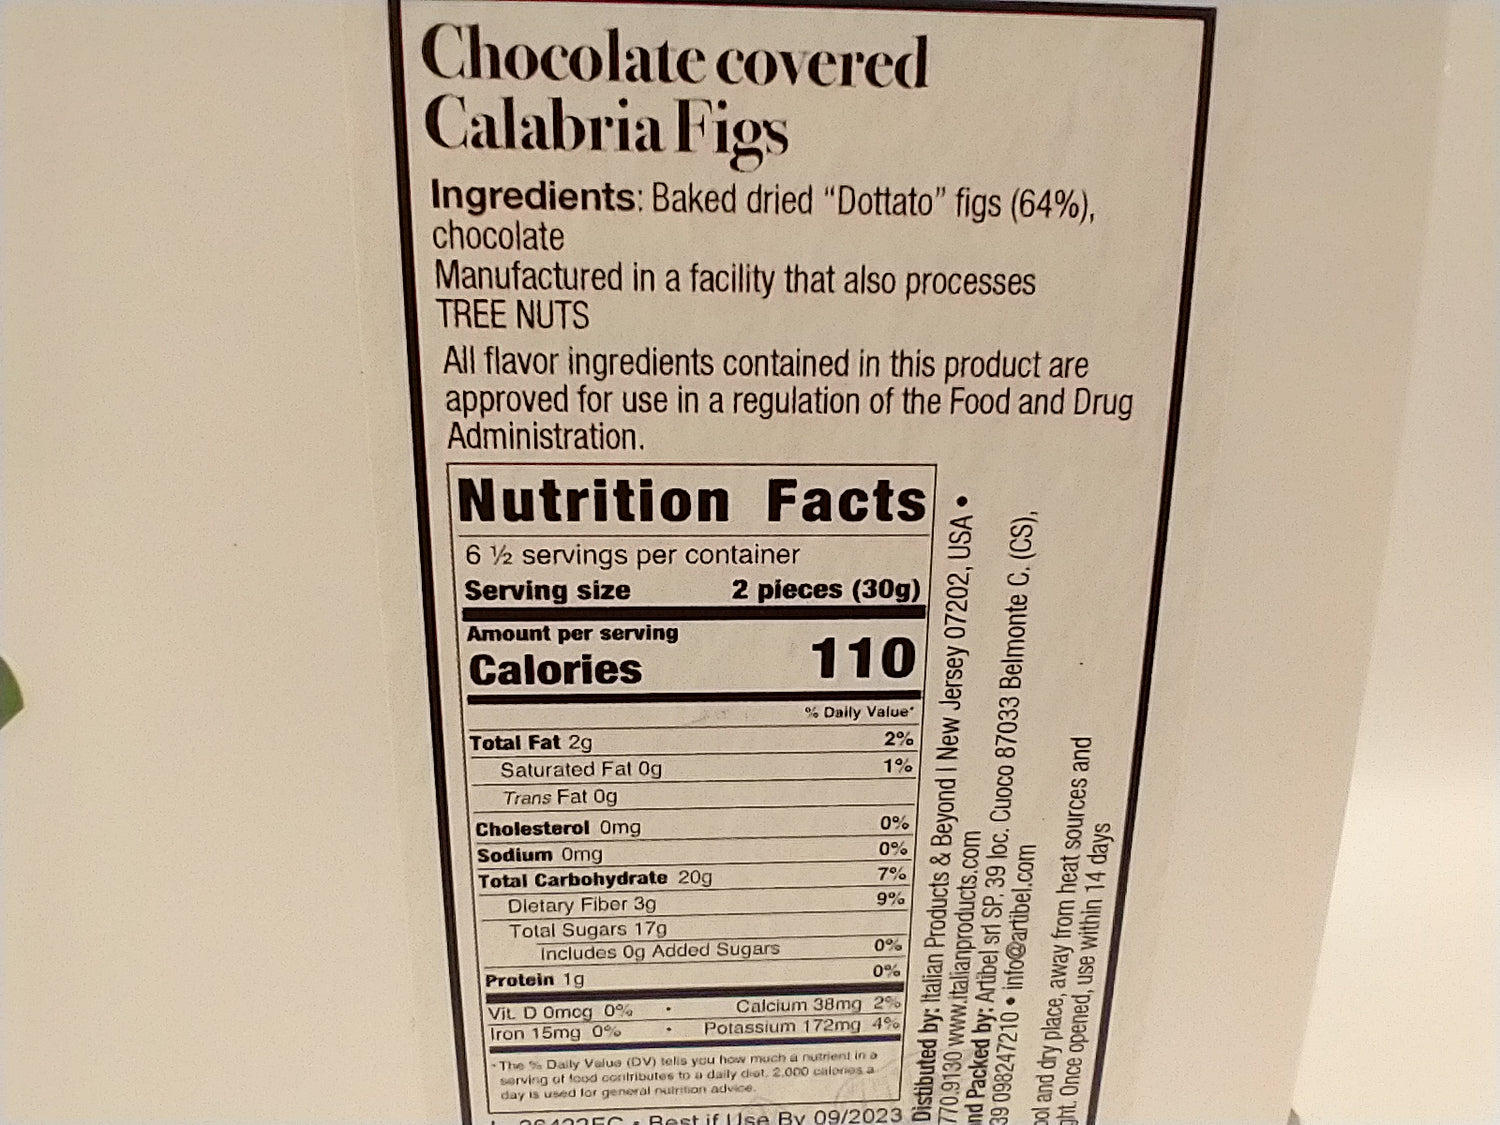 Chocolate covered
Calabria Figs
Ingredients: Baked dried “Dottato” figs (64%),
chocolate
Manufactured in a facility that also processes
TREE NUTS
All flavor ingredients contained in this product are
approved for use in a regulation of the Food and Drug
Administration.
Nutrition Facts
6 ½ servings per container
Serving size 2 pieces (30g)
Amount per serving
Calories 110
% Daily Value*
Total Fat 2g 2%
Saturated Fat 0g 1%
Trans Fat 0g
Cholesterol 0mg 0%
Sodium 0mg 0%
Total Carbohydrate 20g 7%
Dietary Fiber 3g 9%
Total Sugars 17g
Includes 0g Added Sugars 0%
Protein 1g 0%
Vit. D 0mcg 0% • Calcium 38mg 2%
Iron 15mg 0% • Potassium 172mg 4%
*The % Daily Value (DV) tells you how much a nutrient in a
serving of food contributes to a daily diet. 2,000 calories a
day is used for general nutrition advice.
• Best if Use By 09/2023
Distibuted by: Italian Products & Beyond | New Jersey 07202, USA •
770.9130 www.italianproducts.com
nd Packed by: Artibel srl SP. 39 loc. Cuoco 87033 Belmonte C. (CS),
39 098247210 • info@artibel.com
ool and dry place, away from heat sources and
ght. Once opened, use within 14 days